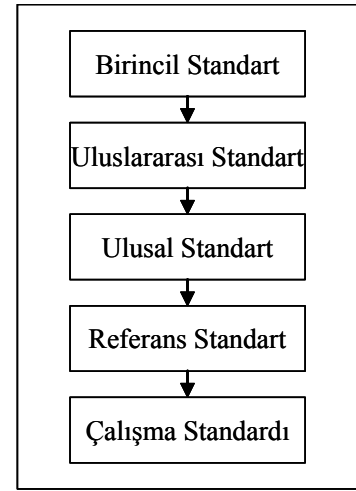 Birincil Standart
Uluslararası Standart
Ulusal Standart
Referans Standart
Çalışma Standardı